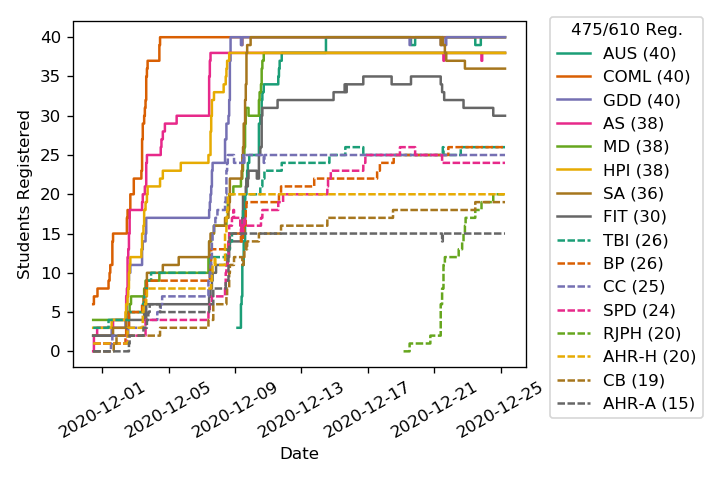 475/610 Reg.
AUS (40)
COML (40)
GDD (40)
AS (38)
MD (38)
HPI (38)
SA (36)
FIT (30)
TBI (26)
BP (26)
CC (25)
SPD (24)
RJPH (20)
AHR-H (20)
CB (19)
AHR-A (15)
Students Registered
40
35
30
25
20
15
10
5
0
2020-12-01
2020-12-05
2020-12-09
2020-12-13
2020-12-17
2020-12-21
2020-12-25
Date